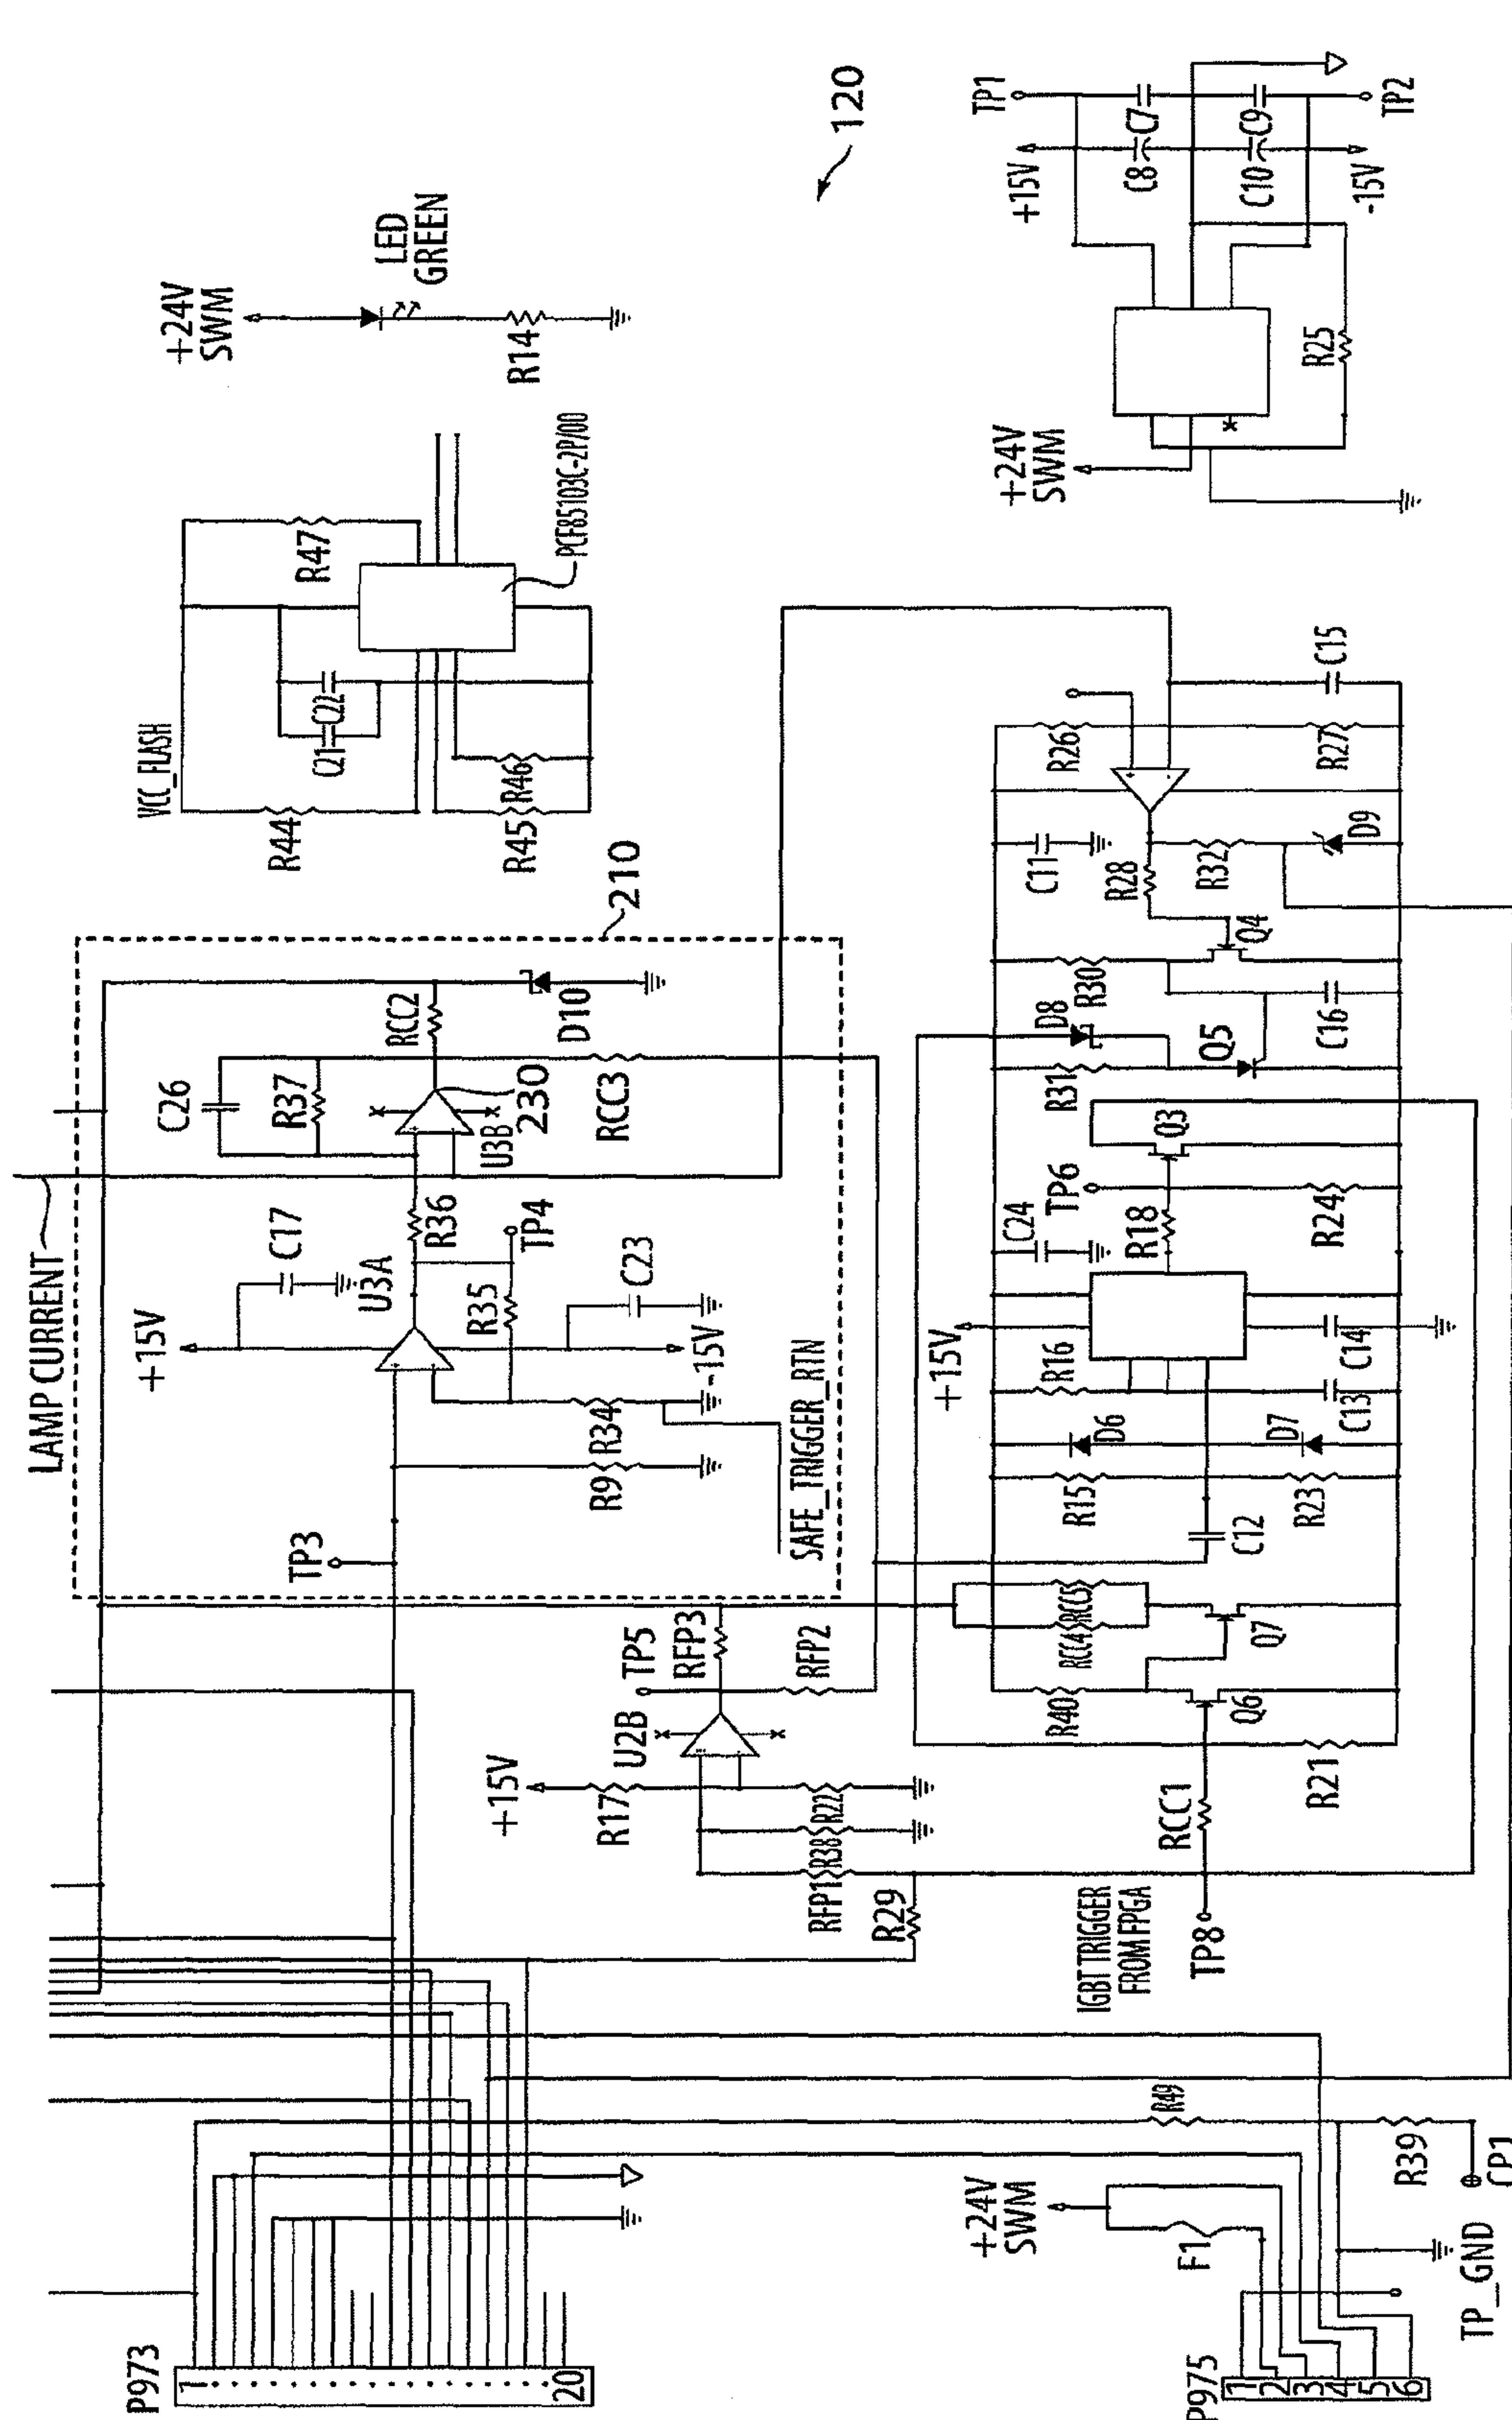 120
+24V
SWM
LED
GREEN
R14
TP1
+15V
C8
C7
C10
C9
-15V
TP2
R25
+24V
SWM
VCC_FLASH
R47
C21
C22
R44
R46
R45
PCF85103C-2P/00
210
LAMP CURRENT
C26
R37
RCC2
D10
230
U3B
RCC3
+15V
C17
U3A
R36
TP4
R35
C23
-15V
R34
R9
SAFE_TRIGGER_RTN
TP3
R26
C15
R27
C11
R28
R32
D9
R30
Q4
D8
C16
R31
Q5
Q3
TP6
C24
R18
R24
+15V
R16
C14
C13
D6
D7
R15
R23
C12
RCC4
RCC5
Q7
R40
Q6
R21
RCC1
TP5
RFP3
U2B
RFP2
+15V
R17
R22
R38
RFP1
R29
IGBT TRIGGER
FROM FPGA
TP8
R49
R39
CP1
P973
1
20
+24V
SWM
F1
TP_GND
P975
1
2
3
4
5
6